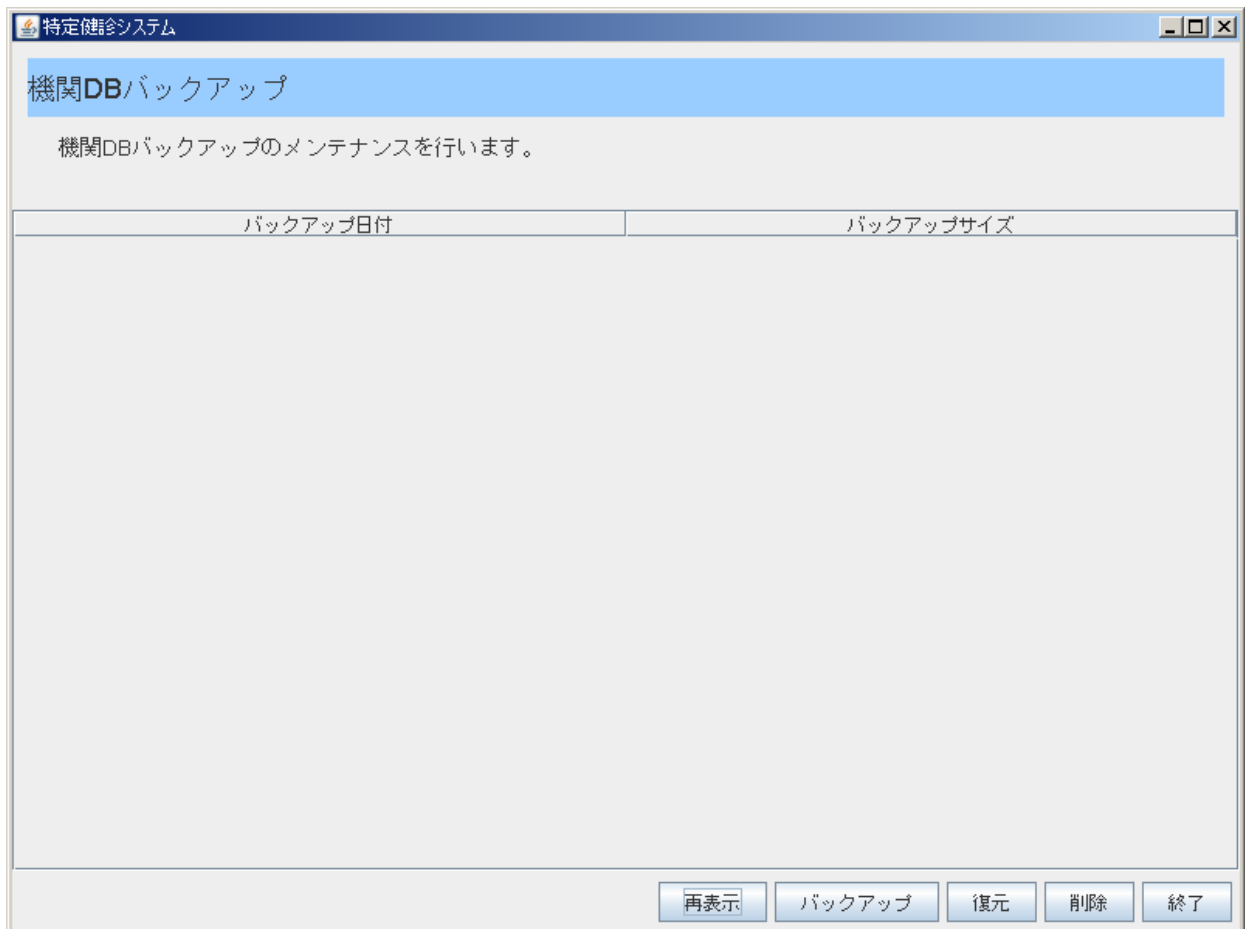 特定健診システム
機関DBバックアップ
機関DBバックアップのメンテナンスを行います。
バックアップ日付 バックアップサイズ
再表示 バックアップ 復元 削除 終了